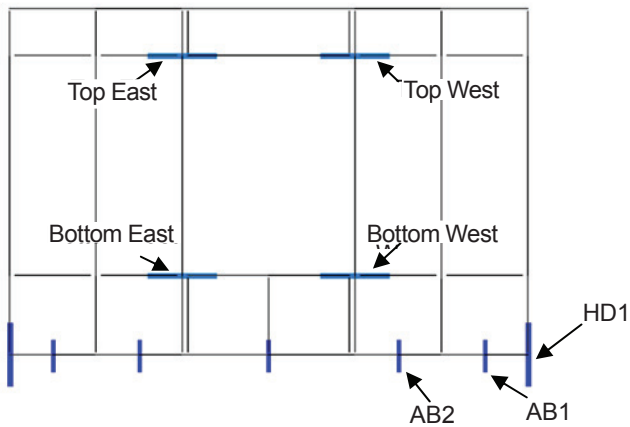 Top East
Top West
Bottom East
Bottom West
HD1
AB2
AB1